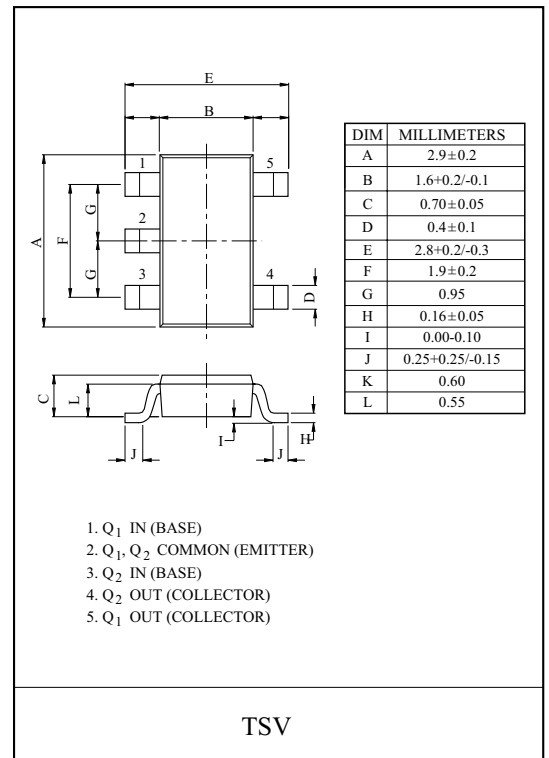 E
B
1
5
G
2
A
F
G
3
4
D
DIM MILLIMETERS
A 2.9±0.2
B 1.6+0.2/-0.1
C 0.70±0.05
D 0.4±0.1
E 2.8+0.2/-0.3
F 1.9±0.2
G 0.95
H 0.16±0.05
I 0.00-0.10
J 0.25+0.25/-0.15
K 0.60
L 0.55
C
L
I
H
J
J
1. Q1 IN (BASE)
2. Q1, Q2 COMMON (EMITTER)
3. Q2 IN (BASE)
4. Q2 OUT (COLLECTOR)
5. Q1 OUT (COLLECTOR)
TSV